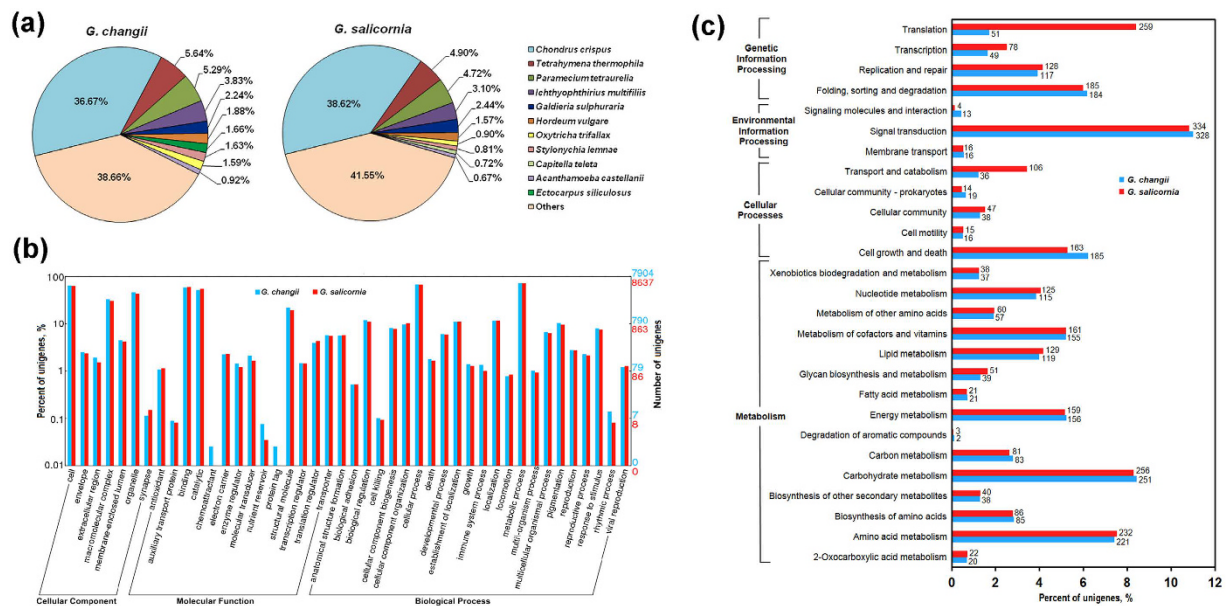 (a)
G. changii
G. salicornia
36.67%
5.64%
5.29%
3.83%
2.24%
1.88%
1.66%
1.63%
1.59%
0.92%
38.66%
38.62%
4.90%
4.72%
3.10%
2.44%
1.57%
0.90%
0.81%
0.72%
0.67%
41.55%
Chondrus crispus
Tetrahymena thermophila
Paramecium tetraurelia
Ichthyophthirius multifiliis
Galdieria sulphuraria
Hordeum vulgare
Oxytricha trifallax
Stylonychia lemnae
Capitella teleta
Acanthamoeba castellanii
Ectocarpus siliculosus
Others
(b)
Percent of unigenes, %
100
10
1
0.1
0.01
G. changii
G. salicornia
7904
8637
790
863
79
86
7
8
0
0
Number of unigenes
cell
envelope
extracellular region
macromolecular complex
membrane-enclosed lumen
organelle
synapse
antioxidant
auxiliary transport protein
binding
catalytic
chemoattractant
electron carrier
enzyme regulator
molecular transducer
nutrient reservoir
protein tag
structural molecule
transcription regulator
translation regulator
transporter
anatomical structure formation
biological adhesion
biological regulation
cell killing
cellular component biogenesis
cellular component organization
cellular process
death
developmental process
establishment of localization
growth
immune system process
localization
locomotion
metabolic process
multi-organism process
multicellular organismal process
pigmentation
reproduction
reproductive process
response to stimulus
rhythmic process
viral reproduction
Cellular Component
Molecular Function
Biological Process
(c)
Genetic
Information
Processing
Translation
259
51
Transcription
78
49
Replication and repair
128
117
Folding, sorting and degradation
185
184
Environmental
Information
Processing
Signaling molecules and interaction
4
13
Signal transduction
334
328
Membrane transport
16
16
Cellular
Processes
Transport and catabolism
106
36
Cellular community - prokaryotes
14
19
Cellular community
47
38
Cell motility
15
16
Cell growth and death
163
185
G. changii
G. salicornia
Metabolism
Xenobiotics biodegradation and metabolism
38
37
Nucleotide metabolism
125
115
Metabolism of other amino acids
60
57
Metabolism of cofactors and vitamins
161
155
Lipid metabolism
129
119
Glycan biosynthesis and metabolism
51
39
Fatty acid metabolism
21
21
Energy metabolism
159
156
Degradation of aromatic compounds
3
2
Carbon metabolism
81
83
Carbohydrate metabolism
256
251
Biosynthesis of other secondary metabolites
40
38
Biosynthesis of amino acids
86
85
Amino acid metabolism
232
221
2-Oxocarboxylic acid metabolism
22
20
0 2 4 6 8 10 12
Percent of unigenes, %